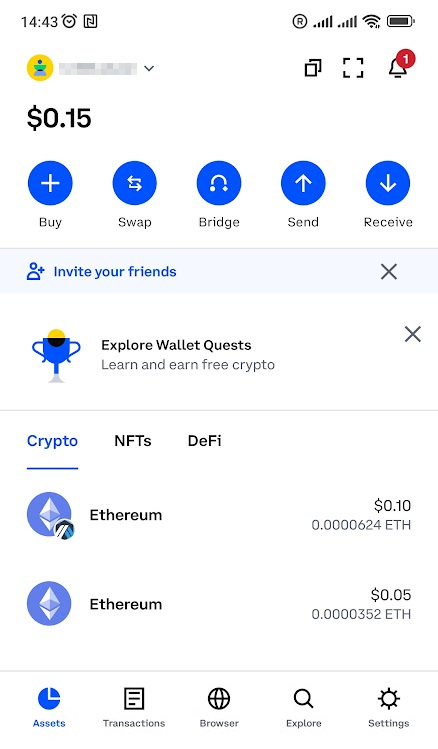 14:43
1
$0.15
Buy
Swap
Bridge
Send
Receive
Invite your friends
Explore Wallet Quests
Learn and earn free crypto
Crypto
NFTs
DeFi
Ethereum
$0.10
0.0000624 ETH
Ethereum
$0.05
0.0000352 ETH
Assets
Transactions
Browser
Explore
Settings